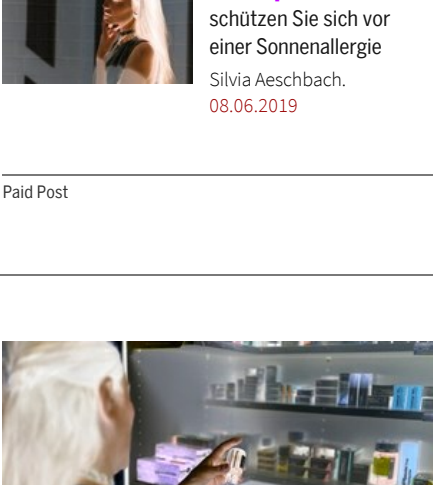 schützen Sie sich vor
einer Sonnenallergie
Silvia Aeschbach.
08.06.2019
Paid Post